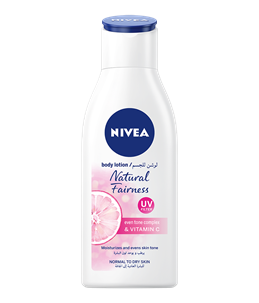 NIVEA
body lotion / لوشن للجسم
Natural
Fairness
UV
FILTER
even tone complex
& VITAMIN C
Moisturizes and evens skin tone
NORMAL TO DRY SKIN